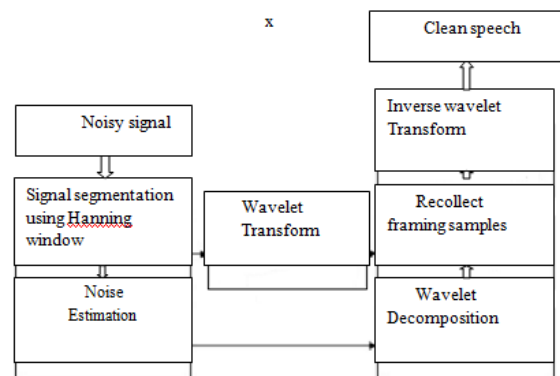 x
Clean speech
Noisy signal
Inverse wavelet
Transform
Signal segmentation
using Hanning
window
Wavelet
Transform
Recollect
framing samples
Noise
Estimation
Wavelet
Decomposition